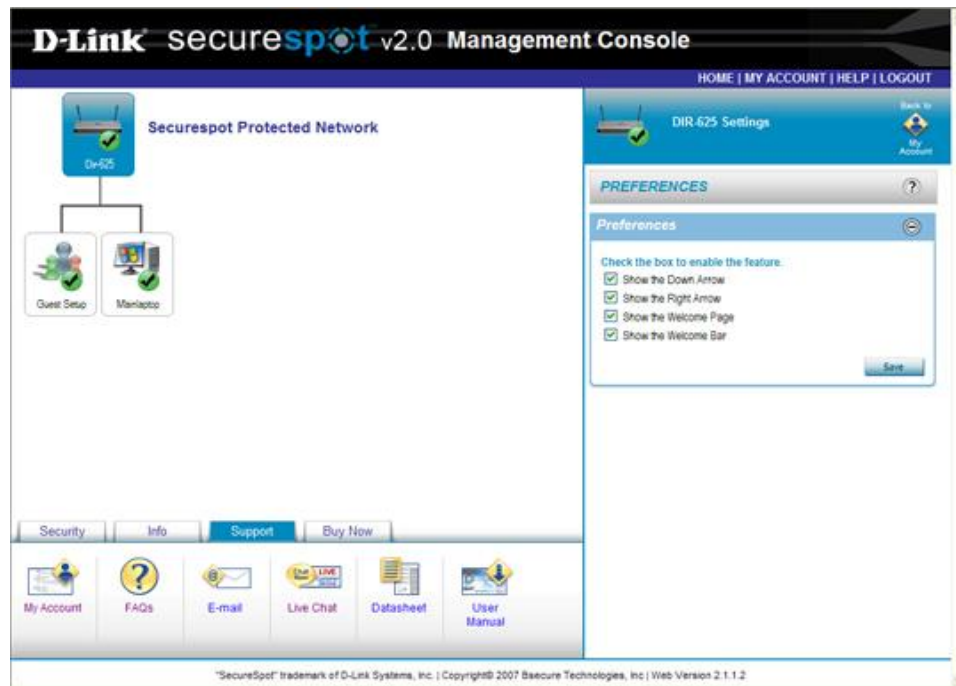 D-Link securespot v2.0 Management Console
HOME | MY ACCOUNT | HELP | LOGOUT
Securespot Protected Network
Dir-625
Guest Setup
Mainlaptop
DIR-625 Settings
Back to
My
Account
PREFERENCES ?
Preferences
Check the box to enable the feature.
Show the Down Arrow
Show the Right Arrow
Show the Welcome Page
Show the Welcome Bar
Save
Security
Info
Support
Buy Now
My Account
FAQs
E-mail
Live Chat
Datasheet
User
Manual
"SecureSpot" trademark of D-Link Systems, Inc. | Copyright© 2007 Bsecure Technologies, Inc | Web Version 2.1.1.2